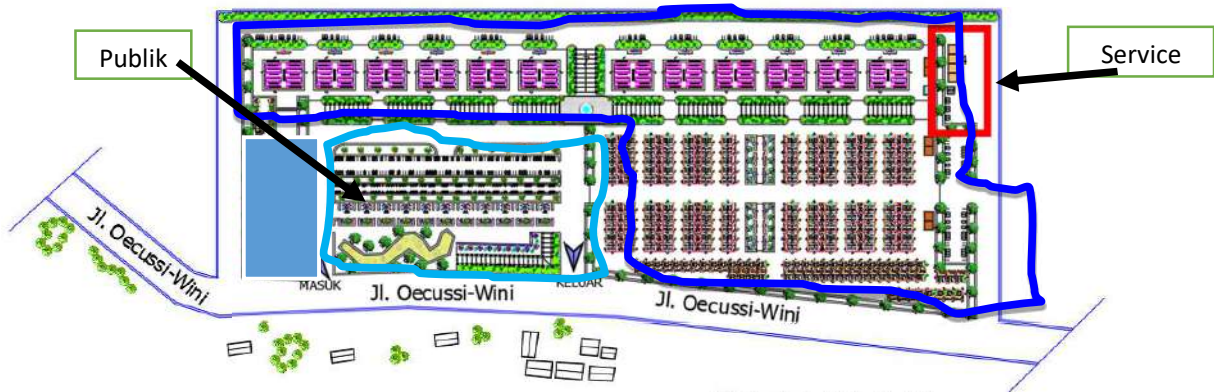 Publik
Service
Jl. Oecussi-Wini
MASUK
Jl. Oecussi-Wini
KELUAR
Jl. Oecussi-Wini